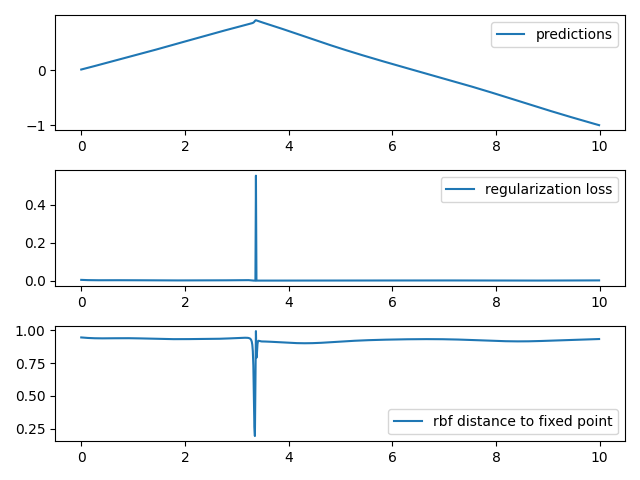 predictions
0
−1
0 2 4 6 8 10
regularization loss
0.4
0.2
0.0
0 2 4 6 8 10
1.00
0.75
0.50
0.25
rbf distance to fixed point
0 2 4 6 8 10